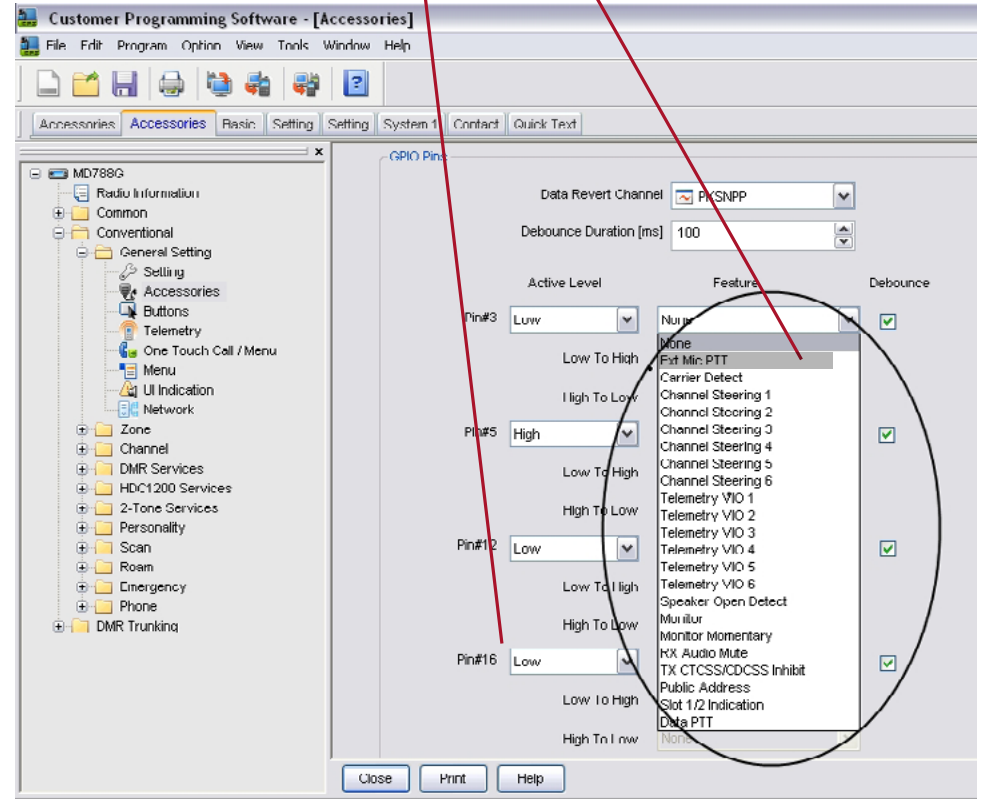 Customer Programming Software - [Accessories]
File Edit Program Option View Tools Window Help
Accessories Accessories Basic Setting Setting System 1 Contact Quick Text
MD788G
Radio Information
Common
Conventional
General Setting
Setting
Accessories
Buttons
Telemetry
One Touch Call / Menu
Menu
UI Indication
Network
Zone
Channel
DMR Services
HDC1200 Services
2-Tone Services
Personality
Scan
Roam
Emergency
Phone
DMR Trunking
GPIO Pins
Data Revert Channel PKSNPP
Debounce Duration [ms] 100
Active Level Feature Debounce
Pin#3 Low None
Low To High
High To Low
Pin#5 High
Low To High
High To Low
Pin#12 Low
Low To High
High To Low
Pin#16 Low
Low To High
High To Low None
None
Ext Mic PTT
Carrier Detect
Channel Steering 1
Channel Steering 2
Channel Steering 3
Channel Steering 4
Channel Steering 5
Channel Steering 6
Telemetry VIO 1
Telemetry VIO 2
Telemetry VIO 3
Telemetry VIO 4
Telemetry VIO 5
Telemetry VIO 6
Speaker Open Detect
Monitor
Monitor Momentary
RX Audio Mute
TX CTCSS/CDCSS Inhibit
Public Address
Slot 1/2 Indication
Data PTT
Close Print Help